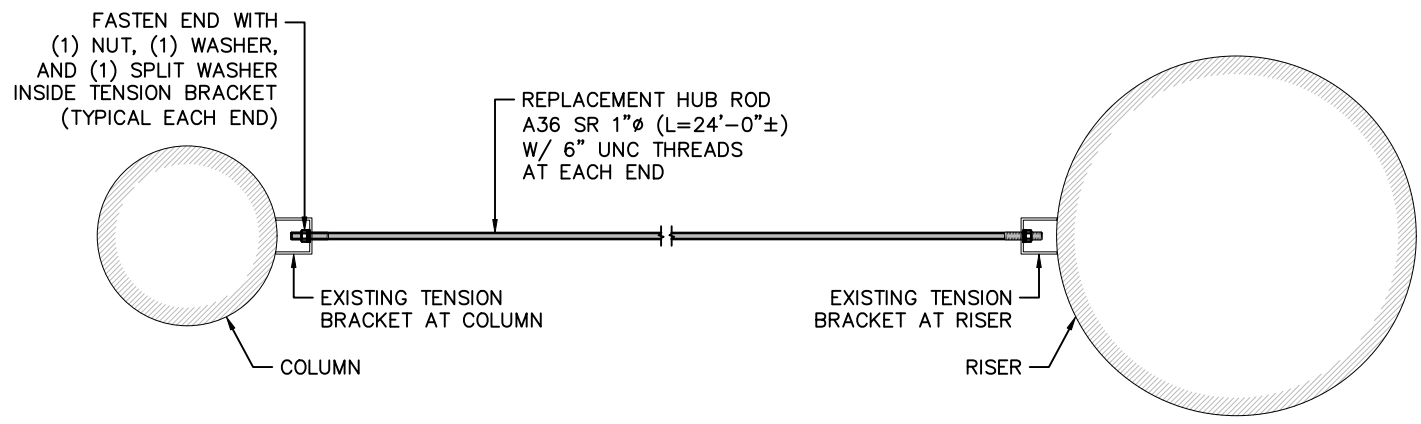 FASTEN END WITH
(1) NUT, (1) WASHER,
AND (1) SPLIT WASHER
INSIDE TENSION BRACKET
(TYPICAL EACH END)
REPLACEMENT HUB ROD
A36 SR 1"ø (L=24'-0"±)
W/ 6" UNC THREADS
AT EACH END
EXISTING TENSION
BRACKET AT COLUMN
EXISTING TENSION
BRACKET AT RISER
COLUMN
RISER